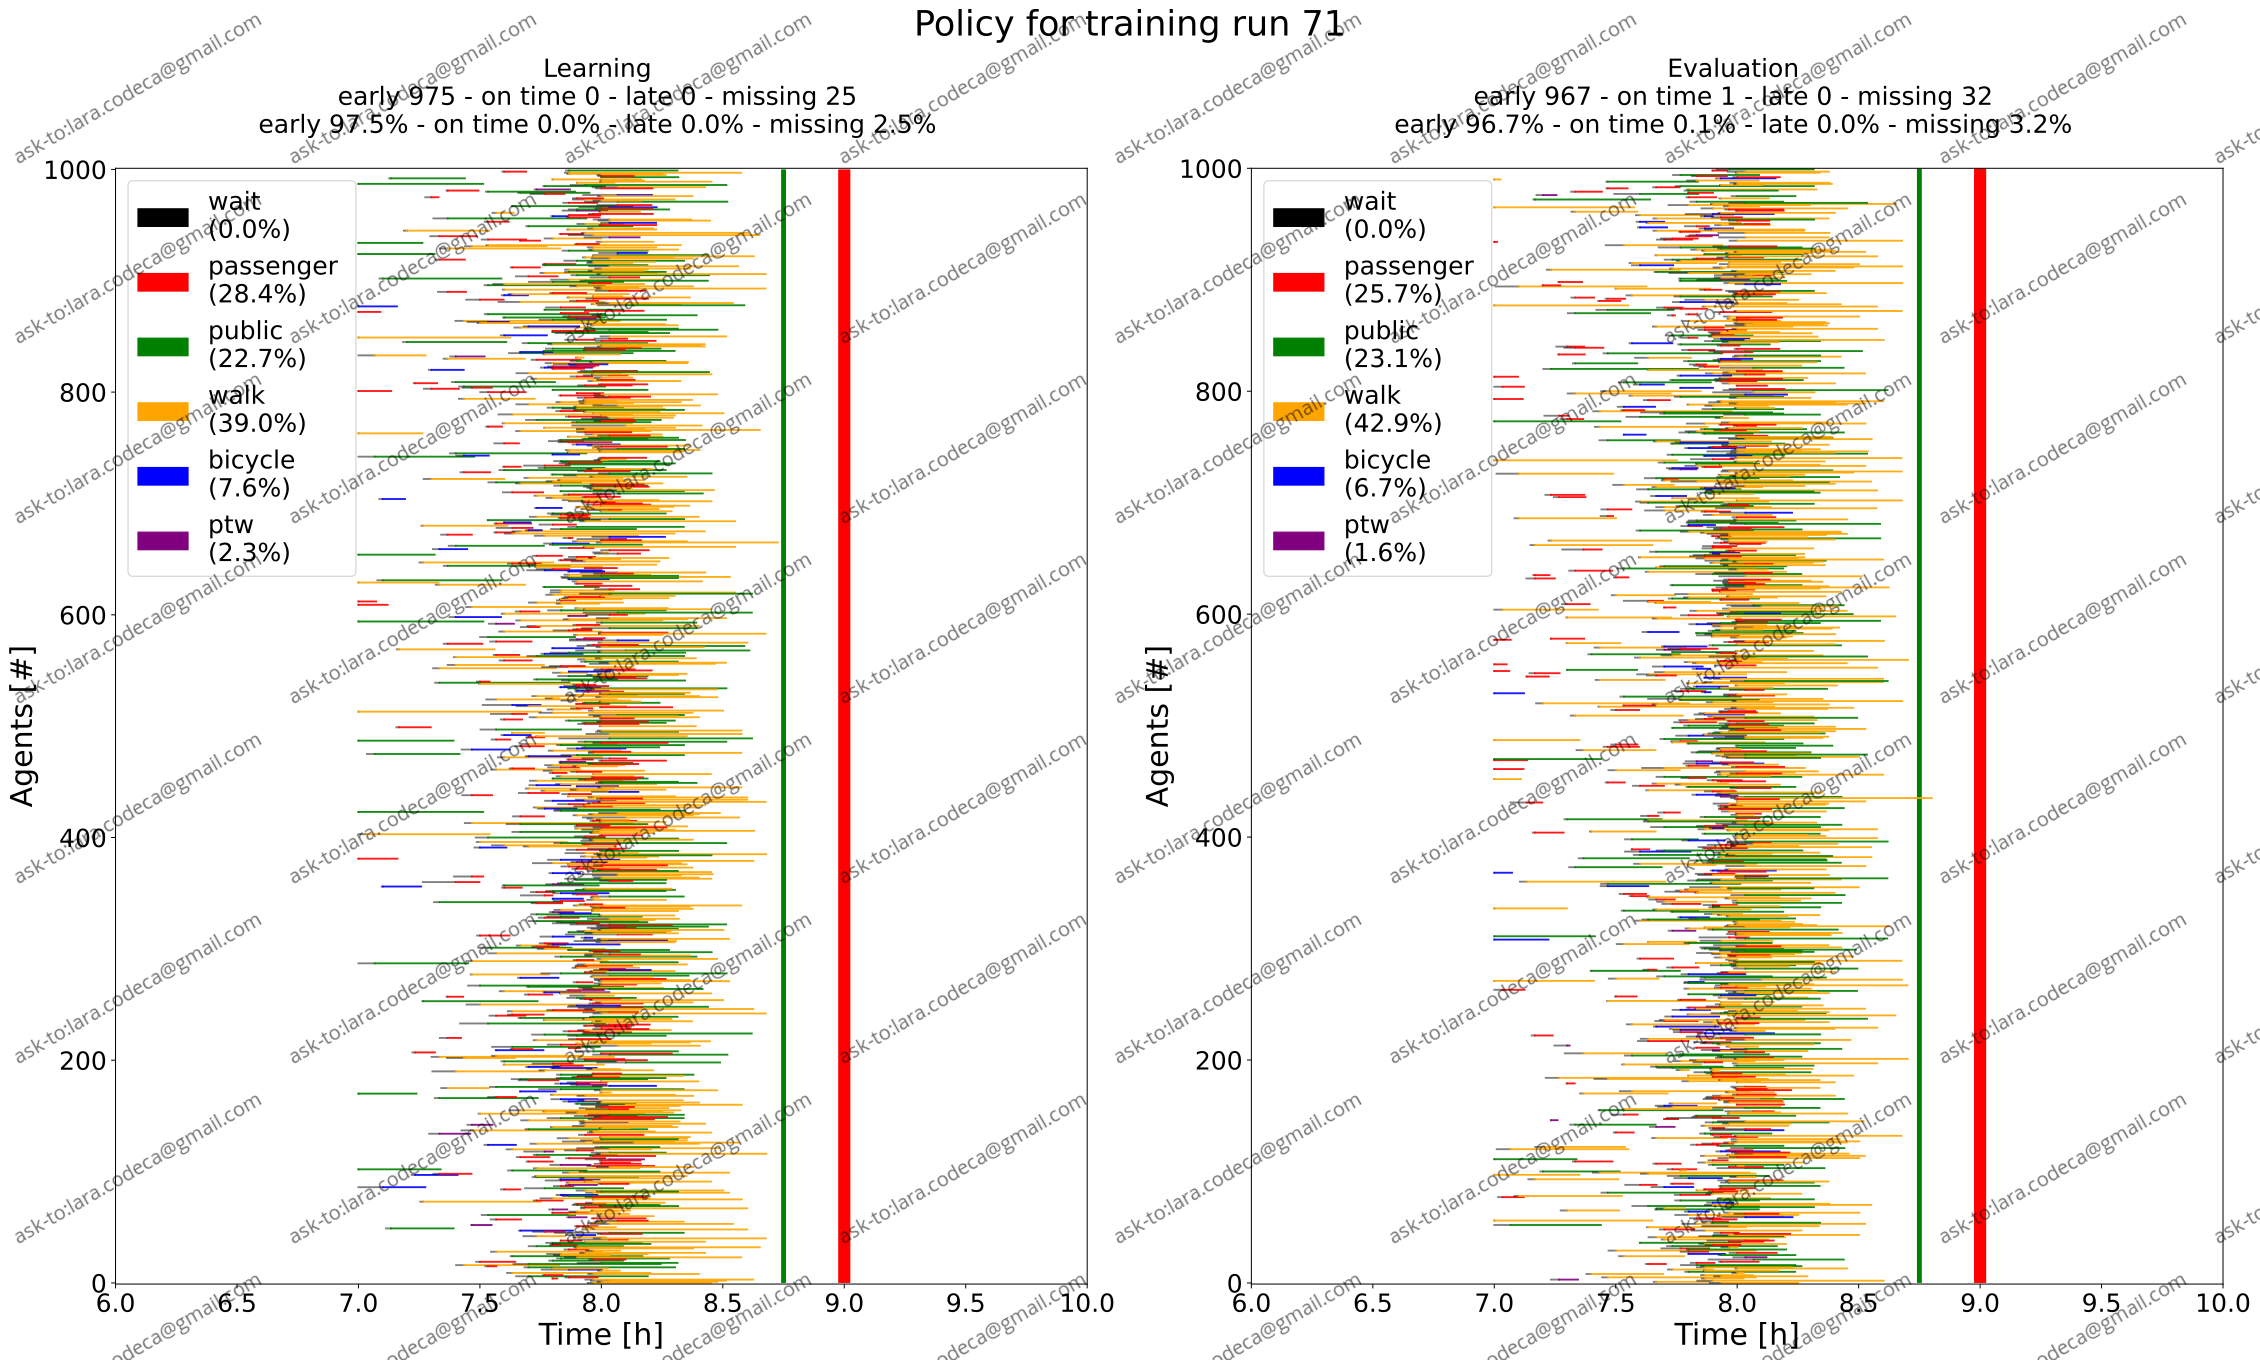 Policy for training run 71
Learning
early 975 - on time 0 - late 0 - missing 25
early 97.5% - on time 0.0% - late 0.0% - missing 2.5%
1000
800
600
400
200
0
Agents [#]
wait
(0.0%)
passenger
(28.4%)
public
(22.7%)
walk
(39.0%)
bicycle
(7.6%)
ptw
(2.3%)
6.0 6.5 7.0 7.5 8.0 8.5 9.0 9.5 10.0
Time [h]
Evaluation
early 967 - on time 1 - late 0 - missing 32
early 96.7% - on time 0.1% - late 0.0% - missing 3.2%
1000
800
600
400
200
0
Agents [#]
wait
(0.0%)
passenger
(25.7%)
public
(23.1%)
walk
(42.9%)
bicycle
(6.7%)
ptw
(1.6%)
6.0 6.5 7.0 7.5 8.0 8.5 9.0 9.5 10.0
Time [h]
ask-to:lara.codeca@gmail.com